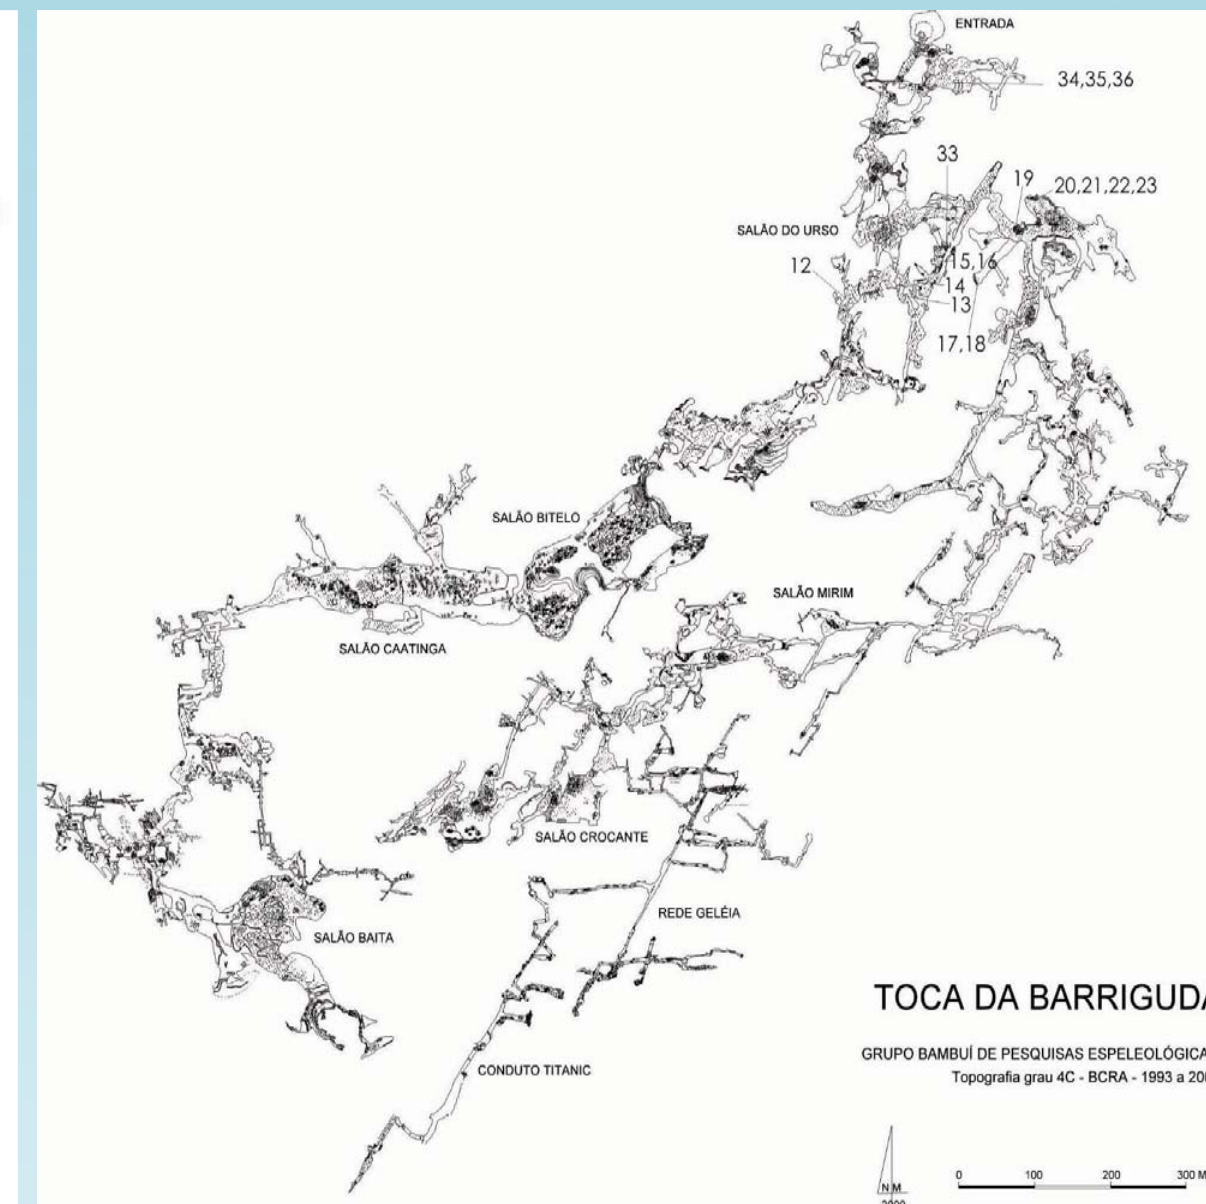 ENTRADA
34,35,36
33
19
20,21,22,23
SALÃO DO URSO
12
15,16
14
13
17,18
SALÃO BITELO
SALÃO MIRIM
SALÃO CAATINGA
SALÃO CROCANTE
REDE GELÉIA
SALÃO BAITA
TOCA DA BARRIGUDA
GRUPO BAMBUÍ DE PESQUISAS ESPELEOLÓGICA
CONDUTO TITANIC
Topografia grau 4C - BCRA - 1993 a 20
0 100 200 300 M
N M
2000